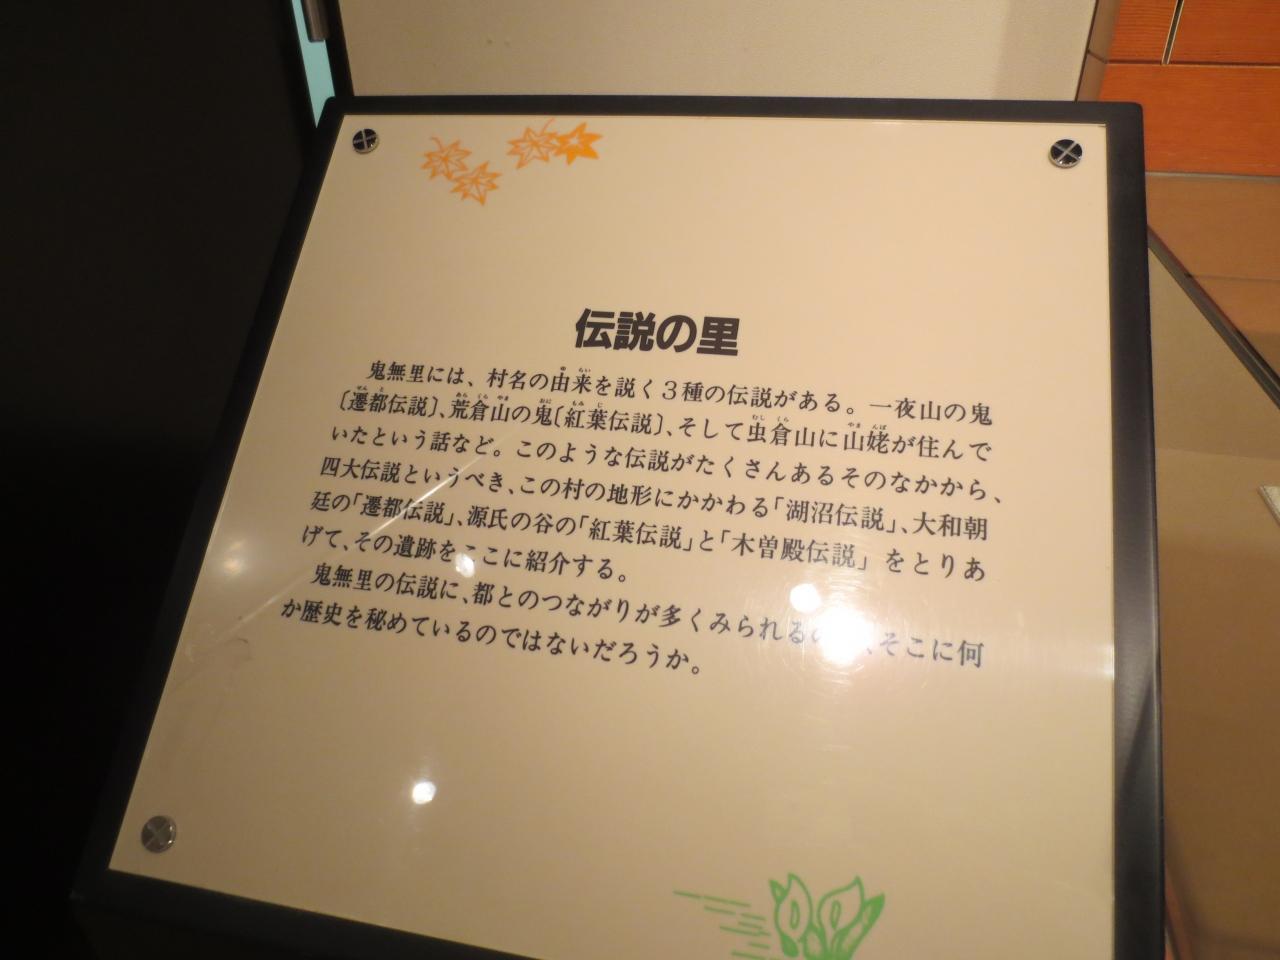 伝説の里
鬼無里には、村名の由来を説く３種の伝説がある。一夜山の鬼
〔遷都伝説〕、荒倉山の鬼〔紅葉伝説〕、そして虫倉山に山姥が住んで
いたという話など。このような伝説がたくさんあるそのなかから、
四大伝説というべき、この村の地形にかかわる「湖沼伝説」、大和朝
廷の「遷都伝説」、源氏の谷の「紅葉伝説」と「木曽殿伝説」をとりあ
げて、その遺跡をここに紹介する。
鬼無里の伝説に、都とのつながりが多くみられる、そこに何
か歴史を秘めているのではないだろうか。